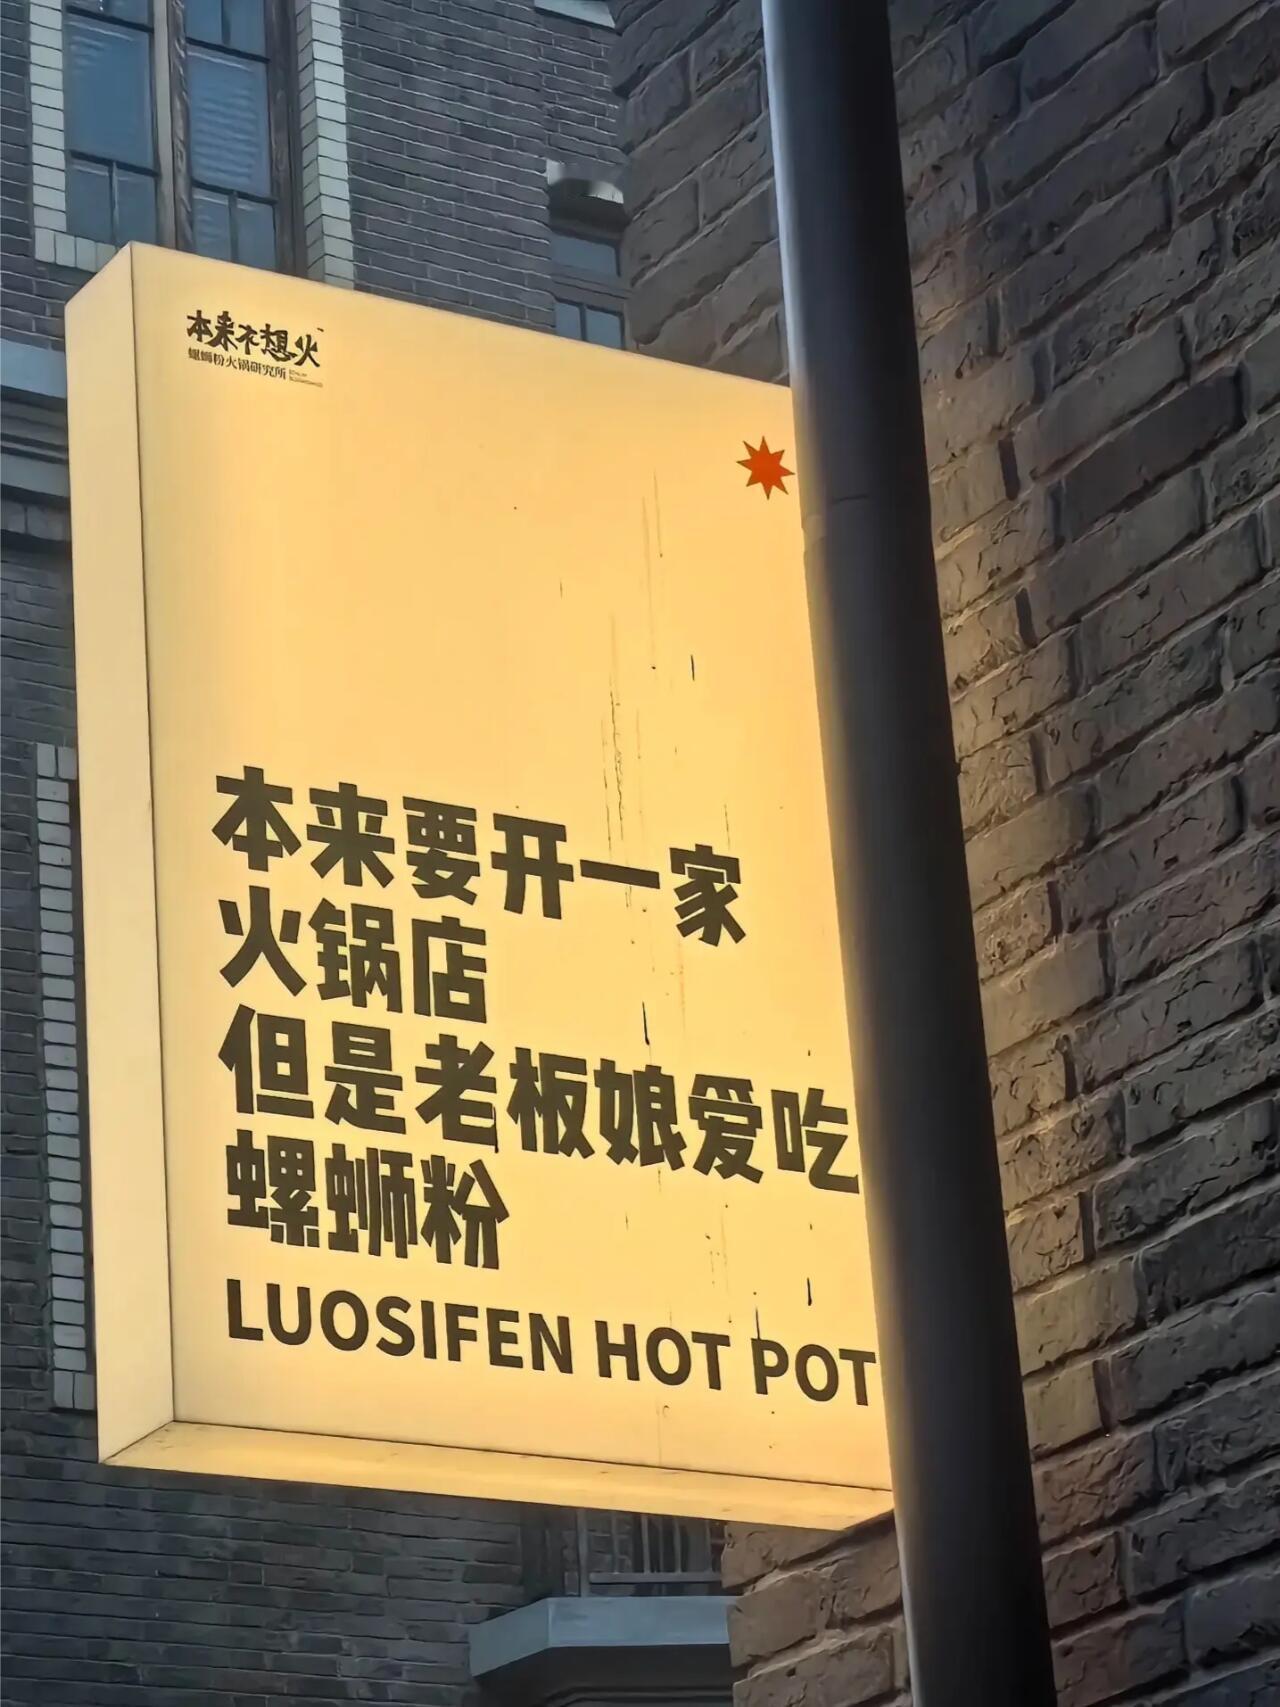 本来不想火
螺蛳粉火锅研究所
本来要开一家
火锅店
但是老板娘爱吃
螺蛳粉
LUOSIFEN HOT POT